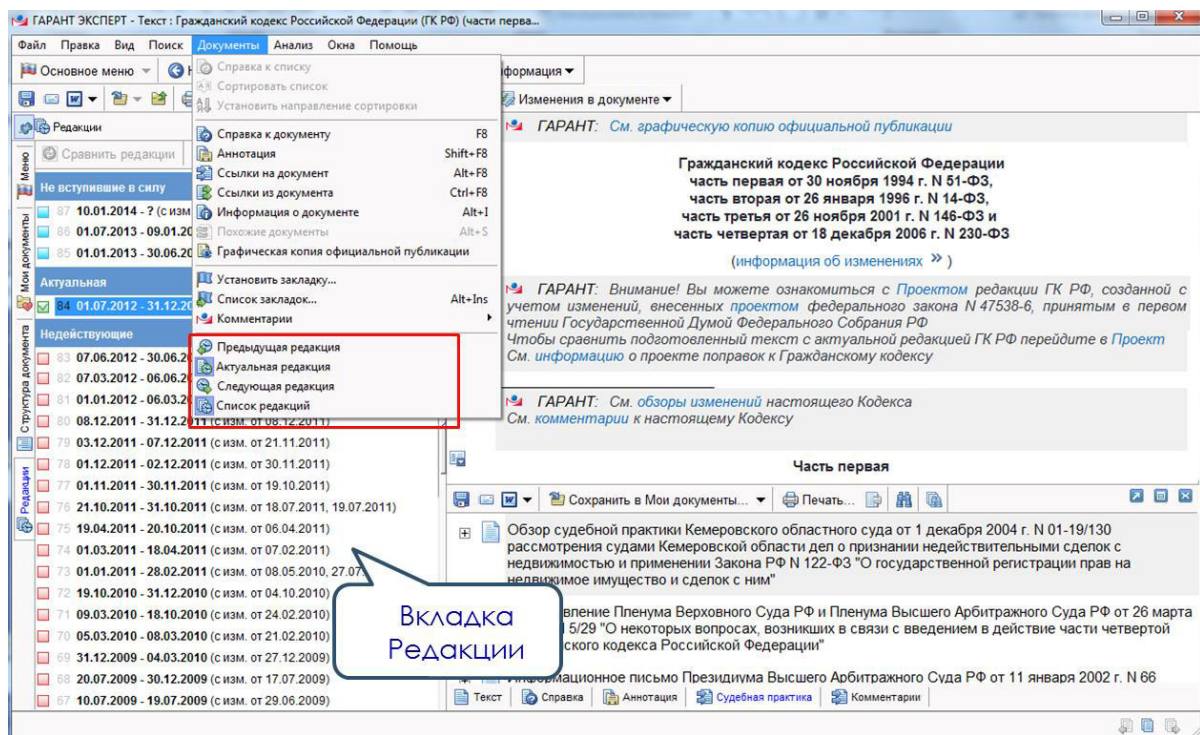 ГАРАНТ ЭКСПЕРТ - Текст : Гражданский кодекс Российской Федерации (ГК РФ) (части перва...
Файл Правка Вид Поиск Документы Анализ Окна Помощь
Основное меню
формация
Изменения в документе
Редакции
Сравнить редакции
Не вступившие в силу
87 10.01.2014 - ? (с изм
86 01.07.2013 - 09.01.20
85 01.01.2013 - 30.06.20
Актуальная
84 01.07.2012 - 31.12.20
Недействующие
83 07.06.2012 - 30.06.20
82 07.03.2012 - 06.06.20
81 01.01.2012 - 06.03.20
80 08.12.2011 - 31.12.2011 (с изм. от 08.12.2011)
79 03.12.2011 - 07.12.2011 (с изм. от 21.11.2011)
78 01.12.2011 - 02.12.2011 (с изм. от 30.11.2011)
77 01.11.2011 - 30.11.2011 (с изм. от 19.10.2011)
76 21.10.2011 - 31.10.2011 (с изм. от 18.07.2011, 19.07.2011)
75 19.04.2011 - 20.10.2011 (с изм. от 06.04.2011)
74 01.03.2011 - 18.04.2011 (с изм. от 07.02.2011)
73 01.01.2011 - 28.02.2011 (с изм. от 08.05.2010, 27.07
72 19.10.2010 - 31.12.2010 (с изм. от 04.10.2010)
71 09.03.2010 - 18.10.2010 (с изм. от 24.02.2010)
70 05.03.2010 - 08.03.2010 (с изм. от 21.02.2010)
69 31.12.2009 - 04.03.2010 (с изм. от 27.12.2009)
68 20.07.2009 - 30.12.2009 (с изм. от 17.07.2009)
67 10.07.2009 - 19.07.2009 (с изм. от 29.06.2009)
Меню
Мои документы
Структура документа
Редакции
Справка к списку
Сортировать список
Установить направление сортировки
Справка к документу F8
Аннотация Shift+F8
Ссылки на документ Alt+F8
Ссылки из документа Ctrl+F8
Информация о документе Alt+I
Похожие документы Alt+S
Графическая копия официальной публикации
Установить закладку...
Список закладок... Alt+Ins
Комментарии
Предыдущая редакция
Актуальная редакция
Следующая редакция
Список редакций
ГАРАНТ: См. графическую копию официальной публикации
Гражданский кодекс Российской Федерации
часть первая от 30 ноября 1994 г. N 51-ФЗ,
часть вторая от 26 января 1996 г. N 14-ФЗ,
часть третья от 26 ноября 2001 г. N 146-ФЗ и
часть четвертая от 18 декабря 2006 г. N 230-ФЗ
(информация об изменениях » )
ГАРАНТ: Внимание! Вы можете ознакомиться с Проектом редакции ГК РФ, созданной с
учетом изменений, внесенных проектом федерального закона N 47538-6, принятым в первом
чтении Государственной Думой Федерального Собрания РФ
Чтобы сравнить подготовленный текст с актуальной редакцией ГК РФ перейдите в Проект
См. информацию о проекте поправок к Гражданскому кодексу
ГАРАНТ: См. обзоры изменений настоящего Кодекса
См. комментарии к настоящему Кодексу
Часть первая
Сохранить в Мои документы... Печать...
Обзор судебной практики Кемеровского областного суда от 1 декабря 2004 г. N 01-19/130
рассмотрения судами Кемеровской области дел о признании недействительными сделок с
недвижимостью и применении Закона РФ N 122-ФЗ "О государственной регистрации прав на
недвижимое имущество и сделок с ним"
вление Пленума Верховного Суда РФ и Пленума Высшего Арбитражного Суда РФ от 26 марта
5/29 "О некоторых вопросах, возникших в связи с введением в действие части четвертой
ского кодекса Российской Федерации"
Информационное письмо Президиума Высшего Арбитражного Суда РФ от 11 января 2002 г. N 66
Текст Справка Аннотация Судебная практика Комментарии
Вкладка
Редакции